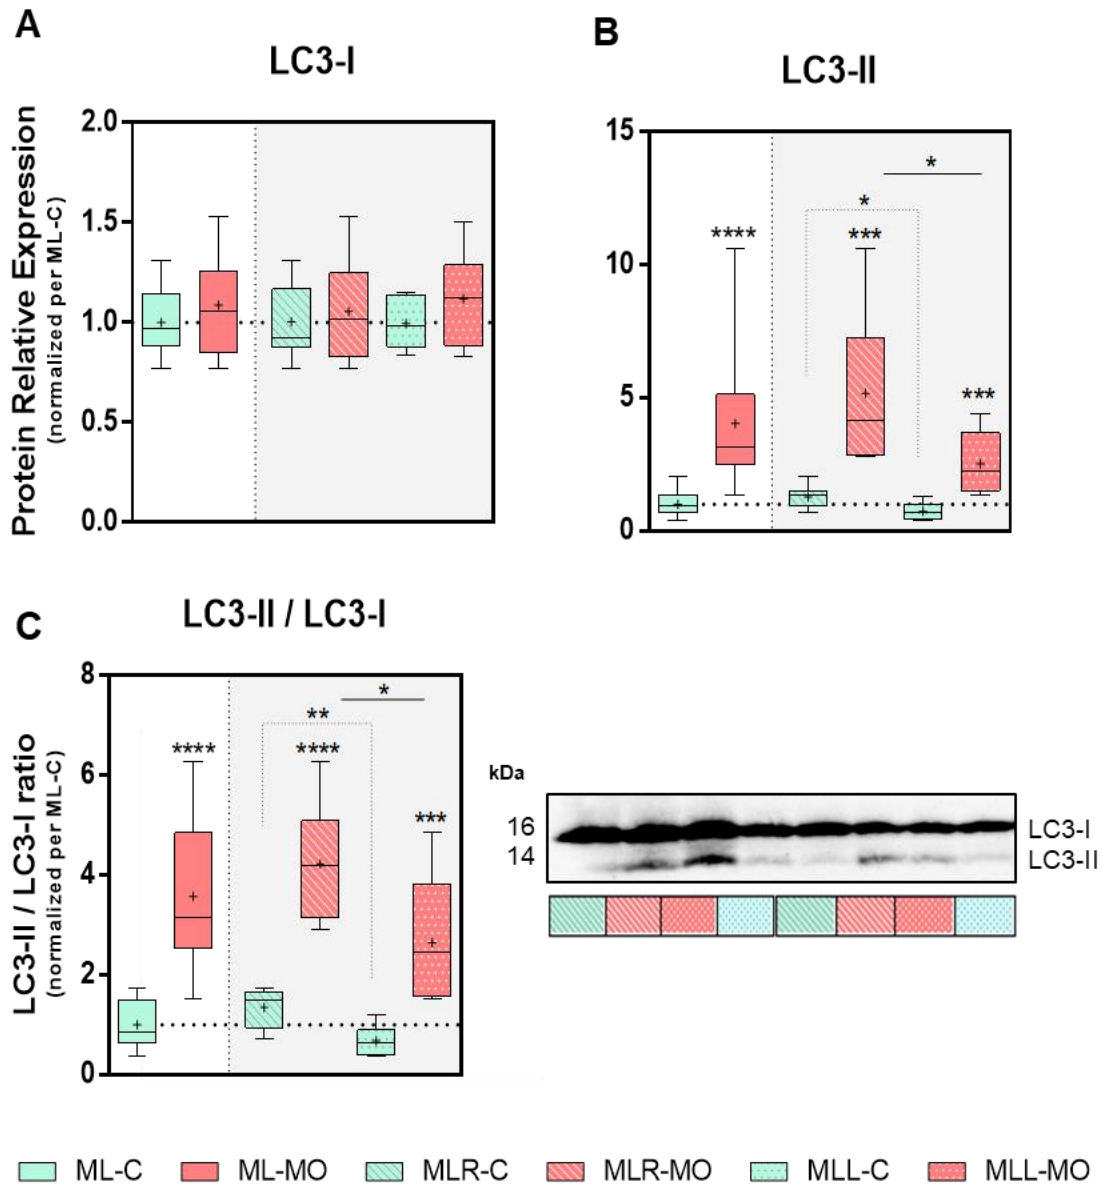 A
LC3-I
Protein Relative Expression
(normalized per ML-C)
2.0
1.5
1.0
0.5
0.0
B
LC3-II
15
10
5
0
****
*
***
*
***
C
LC3-II / LC3-I
LC3-II / LC3-I ratio
(normalized per ML-C)
8
6
4
2
0
****
**
****
*
***
kDa
16
14
LC3-I
LC3-II
ML-C ML-MO MLR-C MLR-MO MLL-C MLL-MO